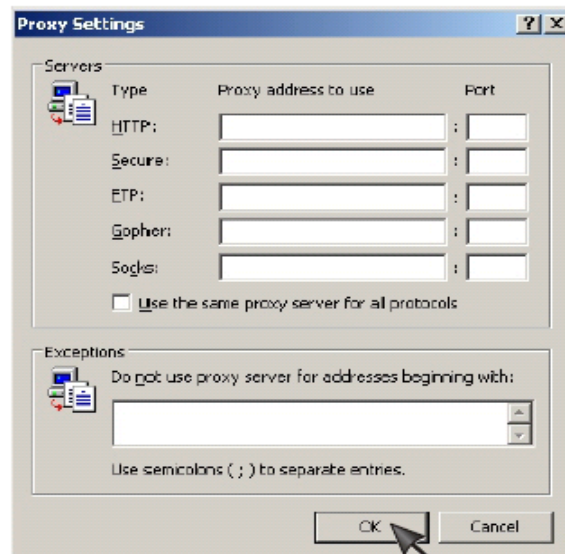 Proxy Settings
Servers
Type Proxy address to use Port
HTTP: :
Secure: :
FTP: :
Gopher: :
Socks: :
Use the same proxy server for all protocols
Exceptions
Do not use proxy server for addresses beginning with:
Use semicolons ( ; ) to separate entries.
OK Cancel